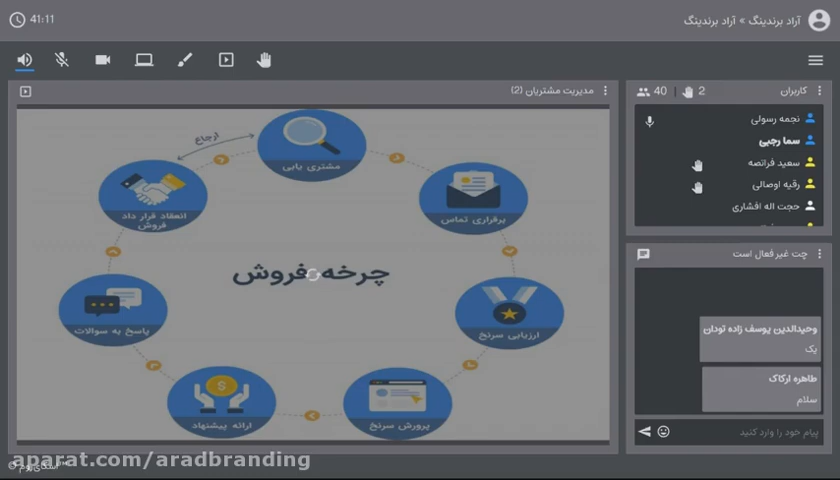 41:11
آراد برندینگ » آراد برندینگ
مدیریت مشتریان (2)
ارجاع
مشتری یابی
برقراری تماس
ارزیابی سرنخ
پرورش سرنخ
ارائه پیشنهاد
پاسخ به سوالات
انعقاد قرار داد
فروش
چرخه فروش
کاربران
2 | 40
نجمه رسولی
سما رجبی
سعید فراتصه
رقیه اوصالی
حجت اله افشاری
چت غیر فعال است
وحیدالدین یوسف زاده تودان
یک
طاهره ارکاک
سلام
پیام خود را وارد کنید
aparat.com/aradbranding
© اسکای‌روم